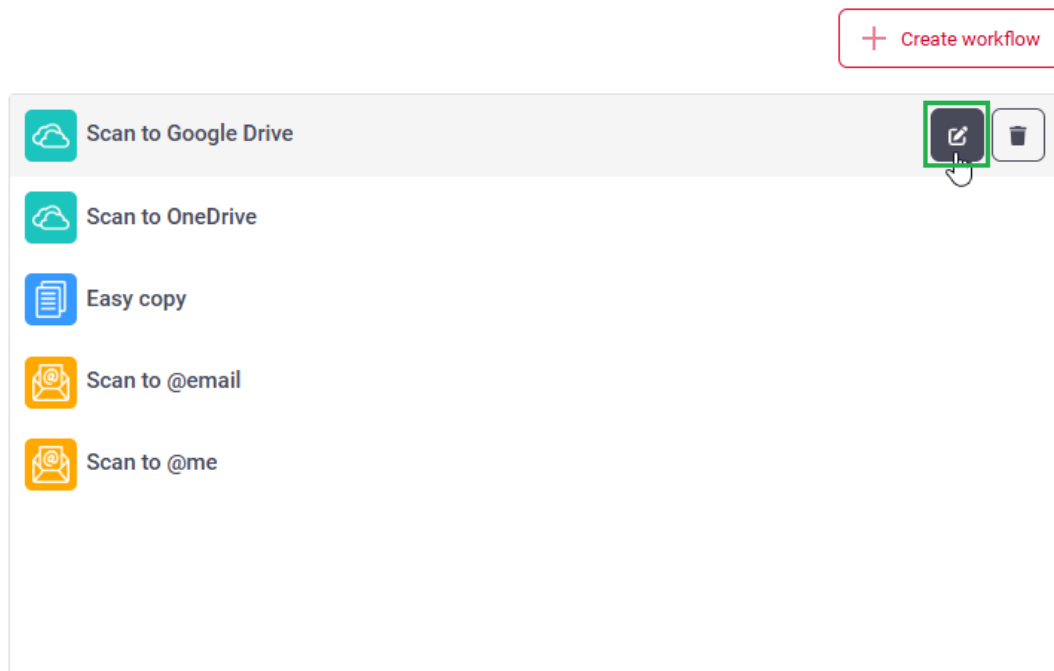 Create workflow
Scan to Google Drive
Scan to OneDrive
Easy copy
Scan to @email
Scan to @me